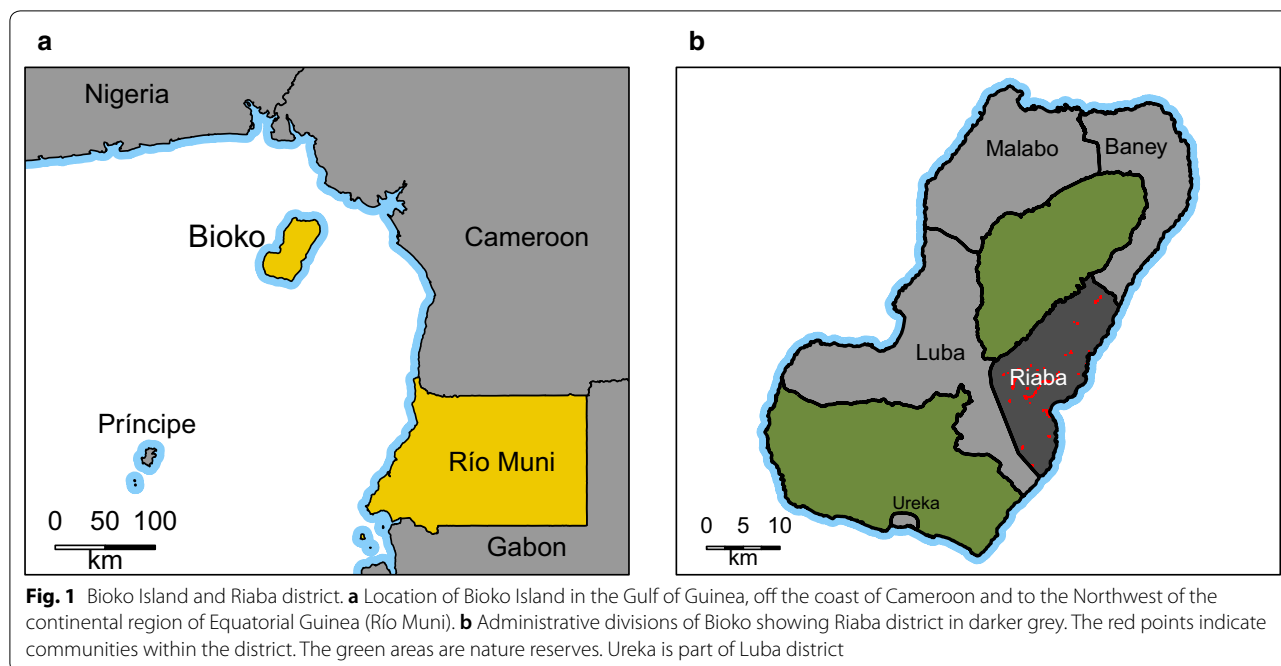 a
Nigeria
Bioko
Cameroon
Príncipe
Río Muni
0 50 100
km
Gabon
b
Malabo
Baney
Luba
Riaba
Ureka
0 5 10
km
Fig. 1 Bioko Island and Riaba district. a Location of Bioko Island in the Gulf of Guinea, off the coast of Cameroon and to the Northwest of the
continental region of Equatorial Guinea (Río Muni). b Administrative divisions of Bioko showing Riaba district in darker grey. The red points indicate
communities within the district. The green areas are nature reserves. Ureka is part of Luba district